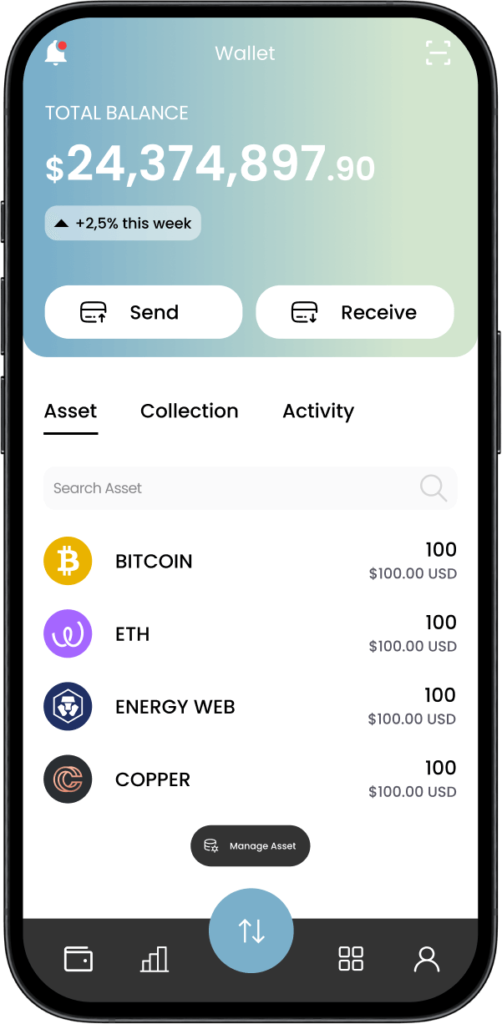 Wallet
TOTAL BALANCE
$24,374,897.90
+2,5% this week
Send
Receive
Asset
Collection
Activity
Search Asset
BITCOIN
100
$100.00 USD
ETH
100
$100.00 USD
ENERGY WEB
100
$100.00 USD
COPPER
100
$100.00 USD
Manage Asset